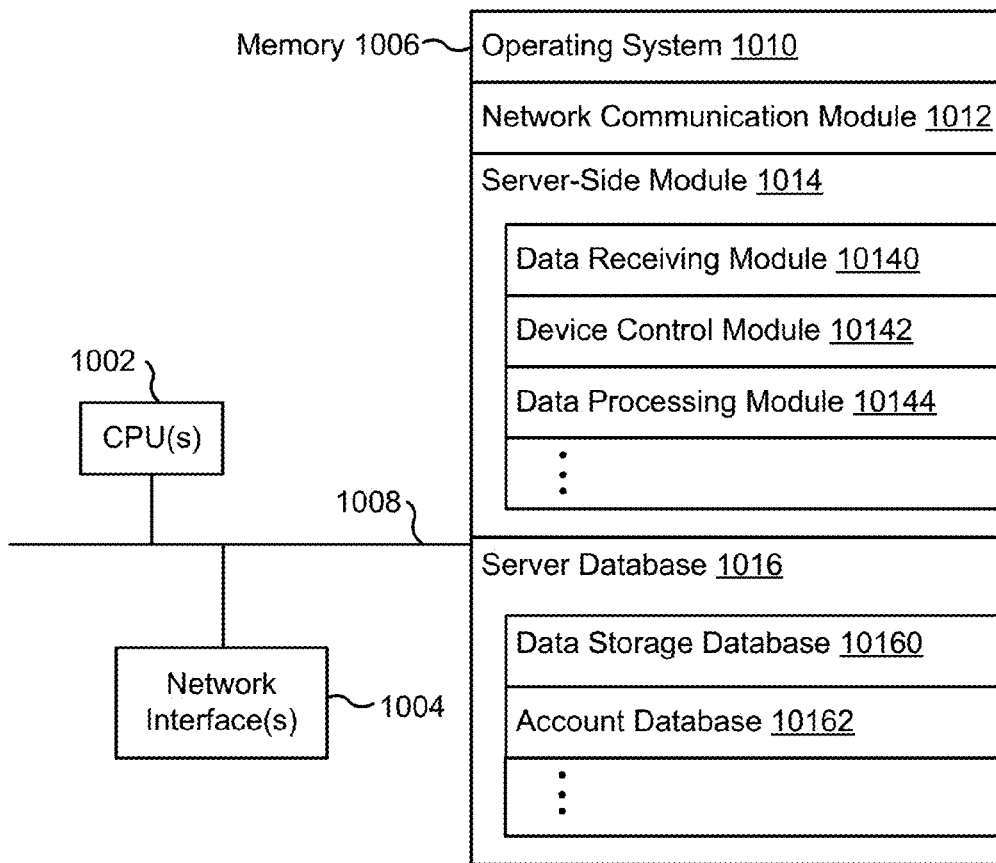 Memory 1006
Operating System 1010
Network Communication Module 1012
Server-Side Module 1014
Data Receiving Module 10140
Device Control Module 10142
Data Processing Module 10144
1002
CPU(s)
1008
Server Database 1016
Data Storage Database 10160
Account Database 10162
Network
Interface(s)
1004